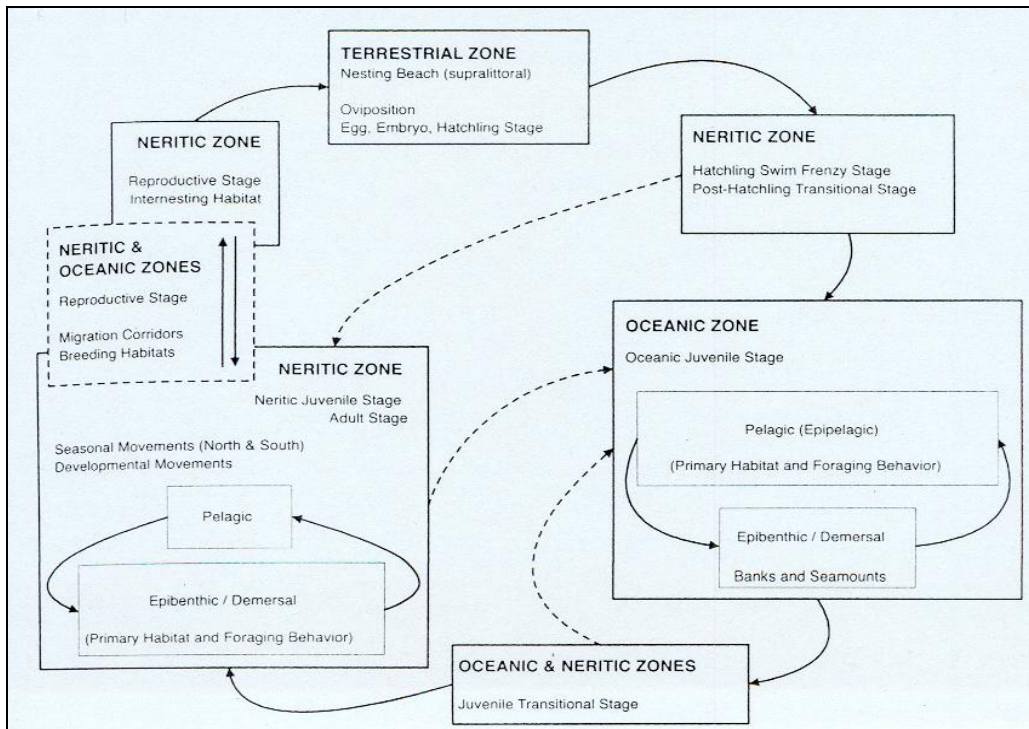 TERRESTRIAL ZONE
Nesting Beach (supralittoral)
Oviposition
Egg, Embryo, Hatchling Stage
NERITIC ZONE
Hatchling Swim Frenzy Stage
Post-Hatchling Transitional Stage
NERITIC ZONE
Reproductive Stage
Internesting Habitat
NERITIC &
OCEANIC ZONES
Reproductive Stage
Migration Corridors
Breeding Habitats
NERITIC ZONE
Neritic Juvenile Stage
Adult Stage
Seasonal Movements (North & South)
Developmental Movements
Pelagic
Epibenthic / Demersal
(Primary Habitat and Foraging Behavior)
OCEANIC ZONE
Oceanic Juvenile Stage
Pelagic (Epipelagic)
(Primary Habitat and Foraging Behavior)
Epibenthic / Demersal
Banks and Seamounts
OCEANIC & NERITIC ZONES
Juvenile Transitional Stage